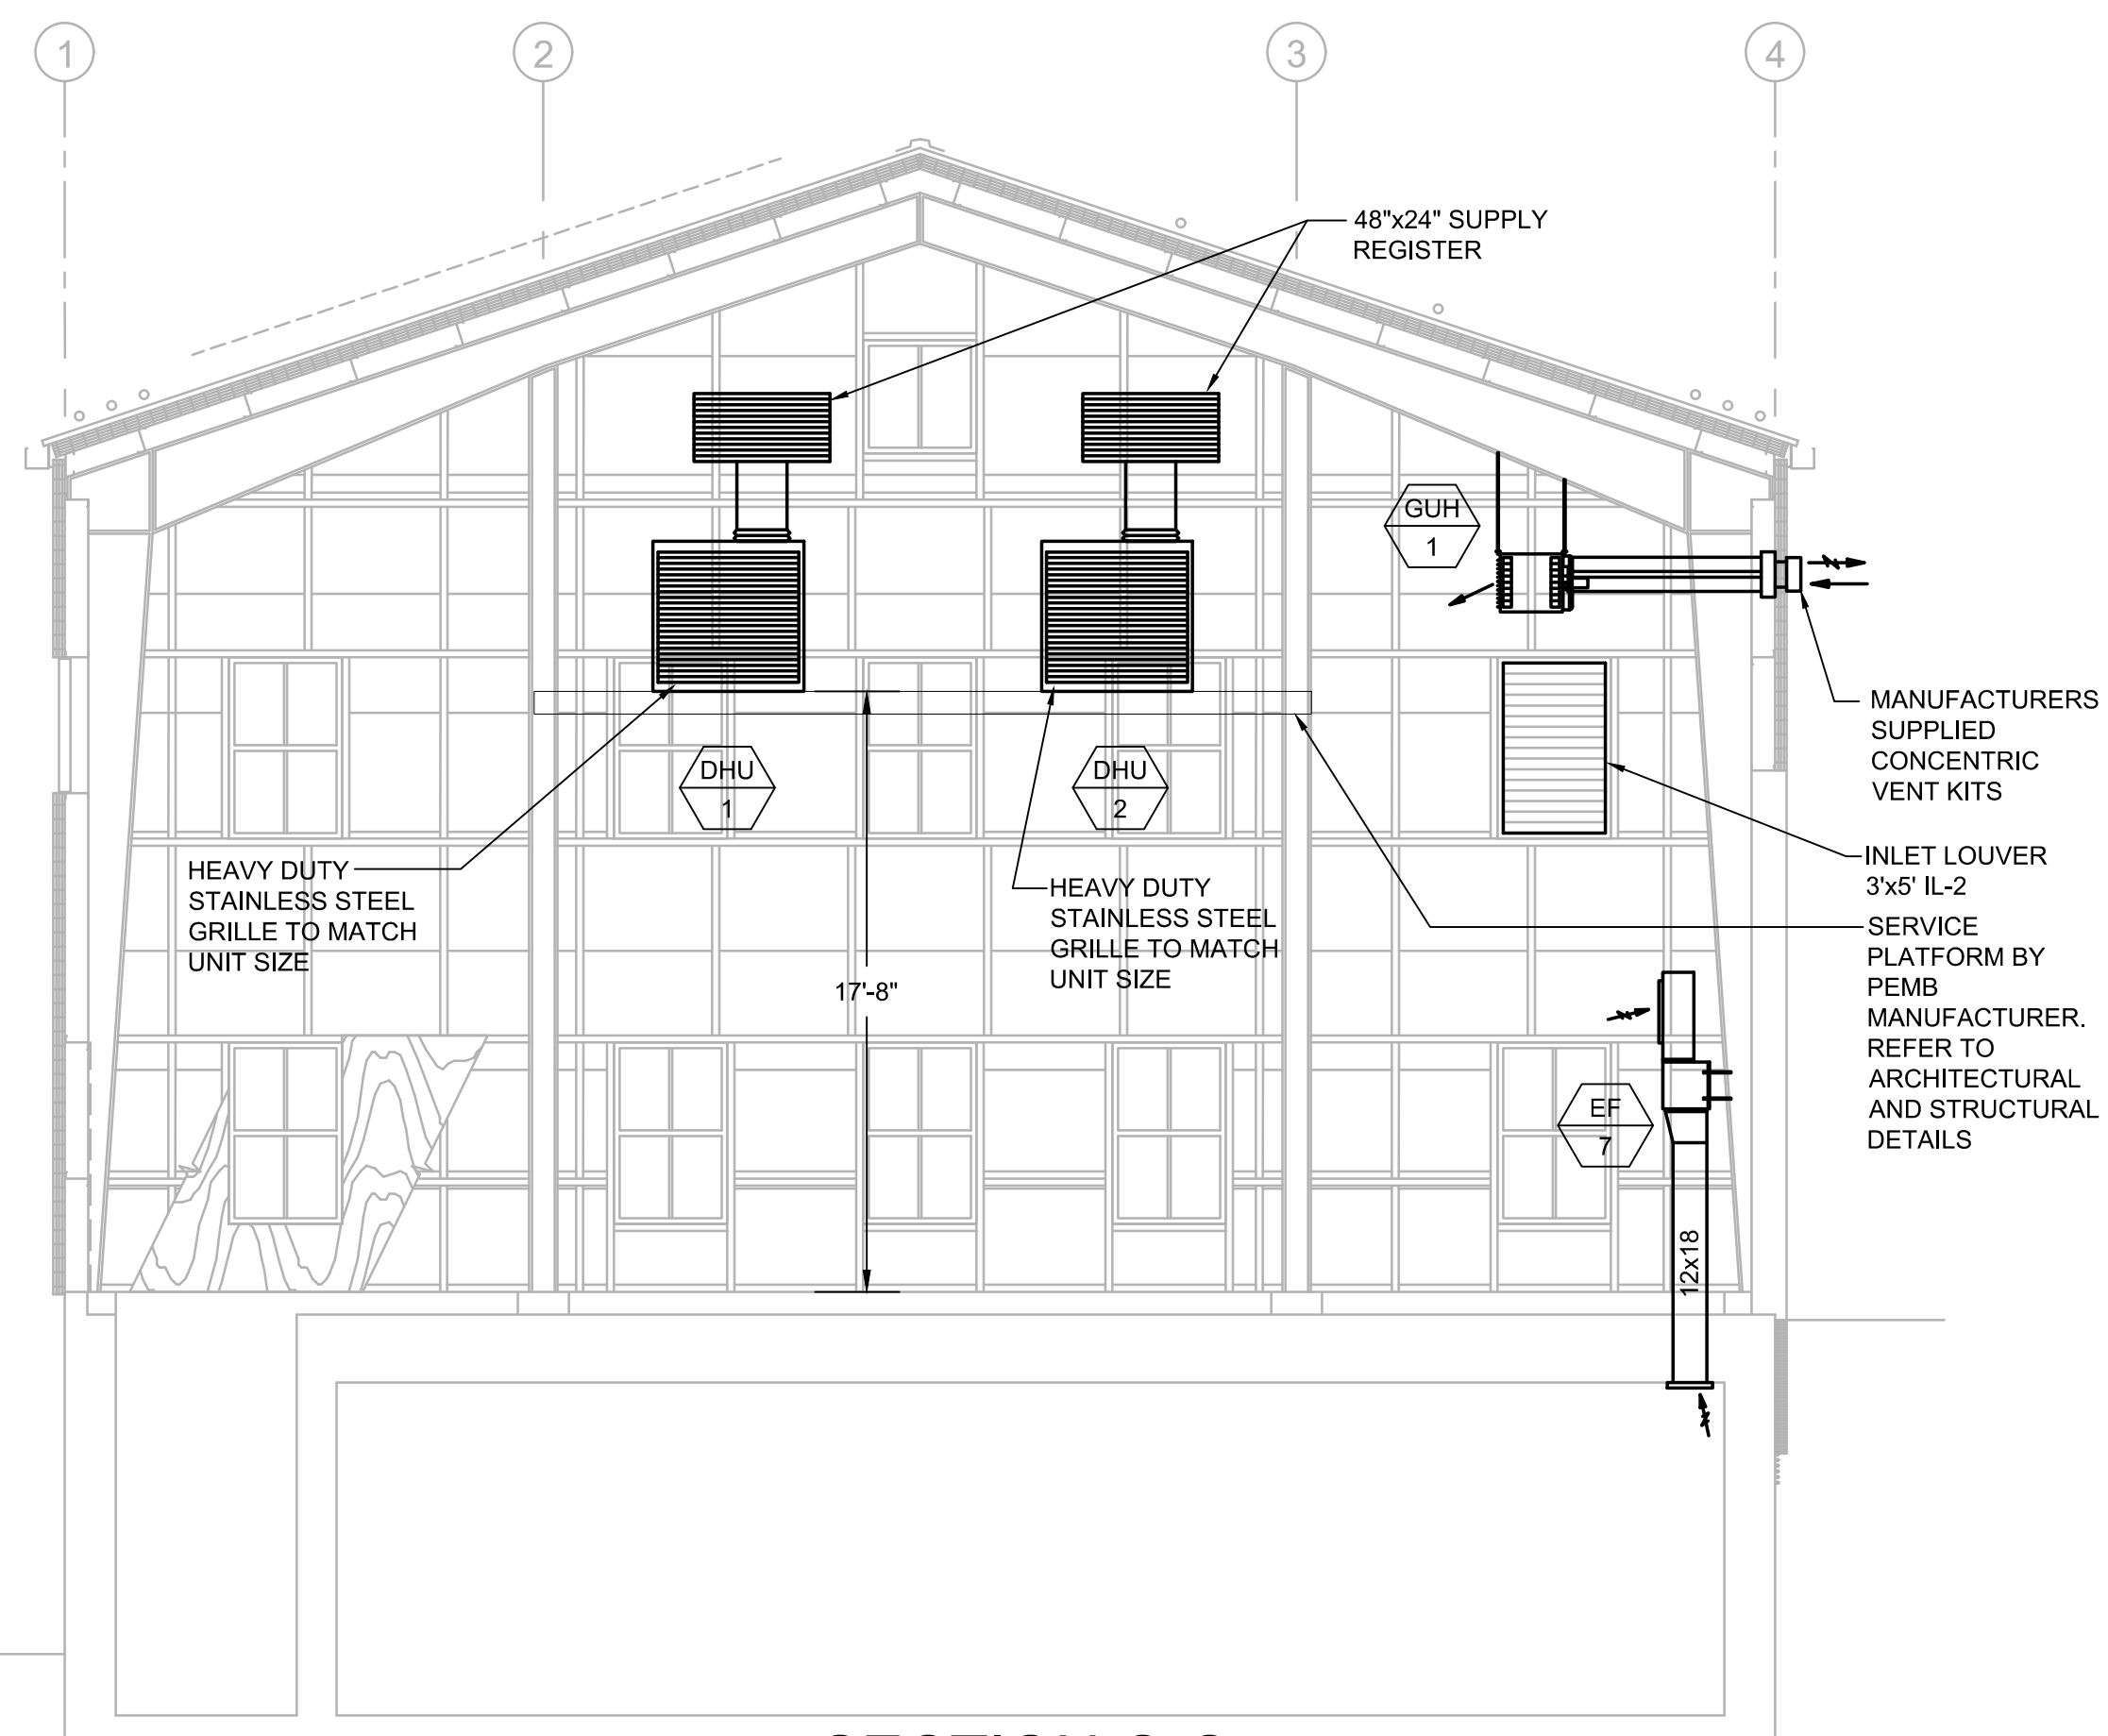 1
2
3
4
48"x24" SUPPLY
REGISTER
GUH
1
MANUFACTURERS
SUPPLIED
CONCENTRIC
VENT KITS
DHU
1
DHU
2
INLET LOUVER
3'x5' IL-2
HEAVY DUTY
STAINLESS STEEL
GRILLE TO MATCH
UNIT SIZE
HEAVY DUTY
STAINLESS STEEL
GRILLE TO MATCH
UNIT SIZE
SERVICE
PLATFORM BY
PEMB
MANUFACTURER.
REFER TO
ARCHITECTURAL
AND STRUCTURAL
DETAILS
17'-8"
EF
7
12x18